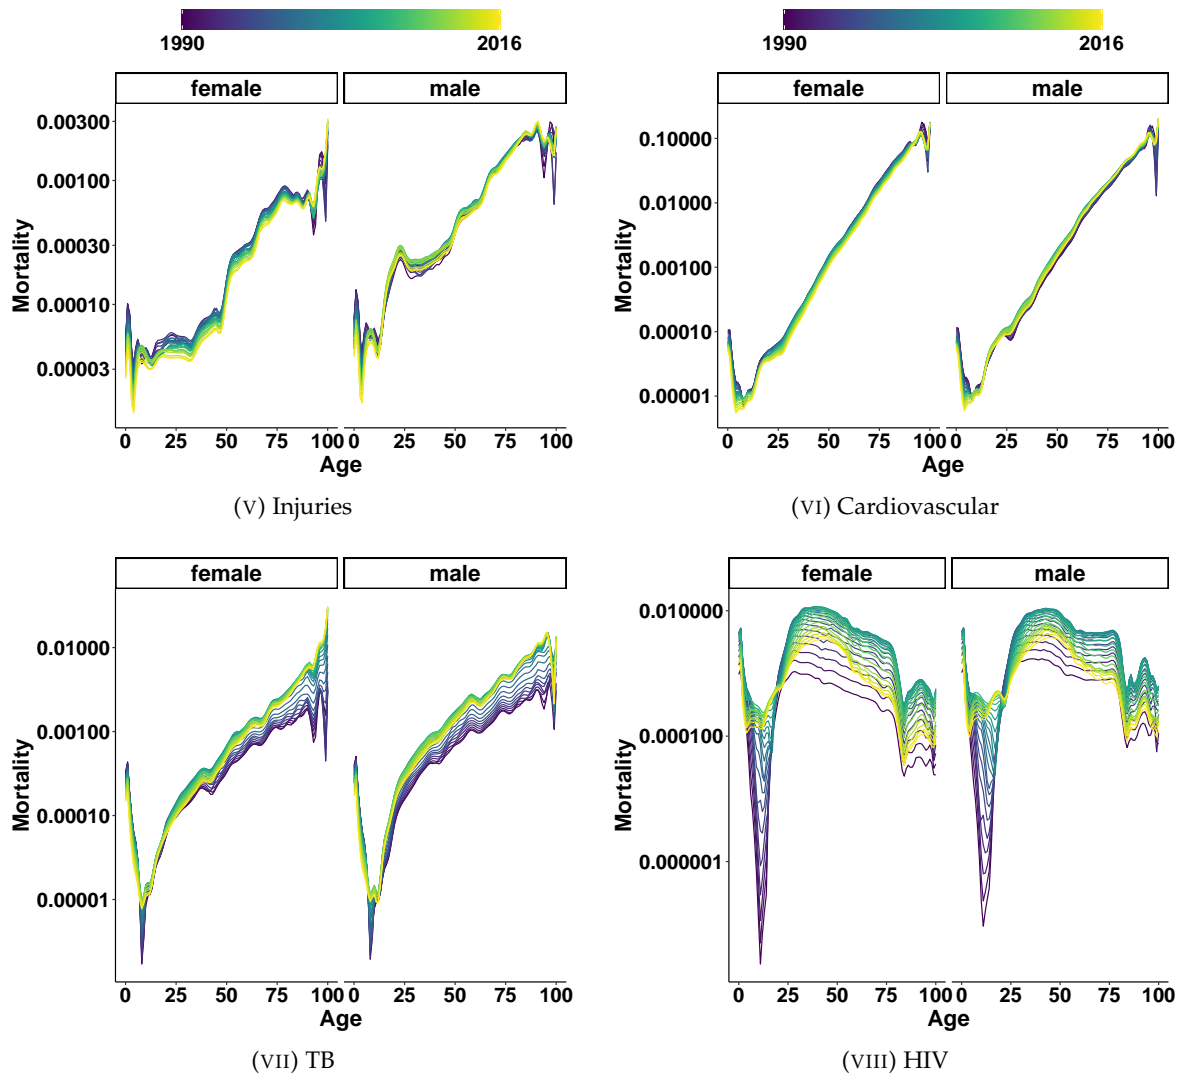 1990 2016 1990 2016
female male
0.00300
0.00100
0.00030
0.00010
0.00003
Mortality
0 25 50 75 100 0 25 50 75 100
Age
(V) Injuries
female male
0.10000
0.01000
0.00100
0.00010
0.00001
Mortality
0 25 50 75 100 0 25 50 75 100
Age
(VI) Cardiovascular
female male
0.01000
0.00100
0.00010
0.00001
Mortality
0 25 50 75 100 0 25 50 75 100
Age
(VII) TB
female male
0.010000
0.000100
0.000001
Mortality
0 25 50 75 100 0 25 50 75 100
Age
(VIII) HIV